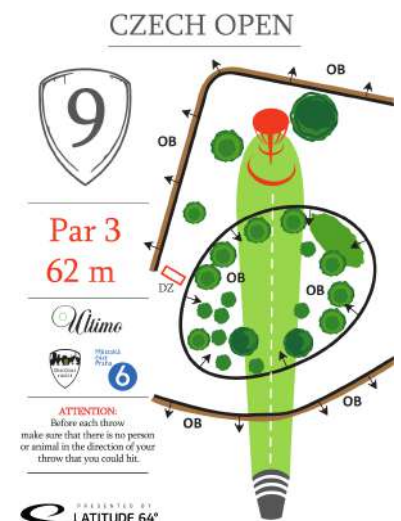 CZECH OPEN
9
OB
OB
Par 3
62 m
DZ
OB
OB
Ultimo
Městská
část
Praha
6
ATTENTION:
Before each throw
make sure that there is no person
or animal in the direction of your
throw that you could hit.
OB
OB
PRESENTED BY
LATITUDE 64°